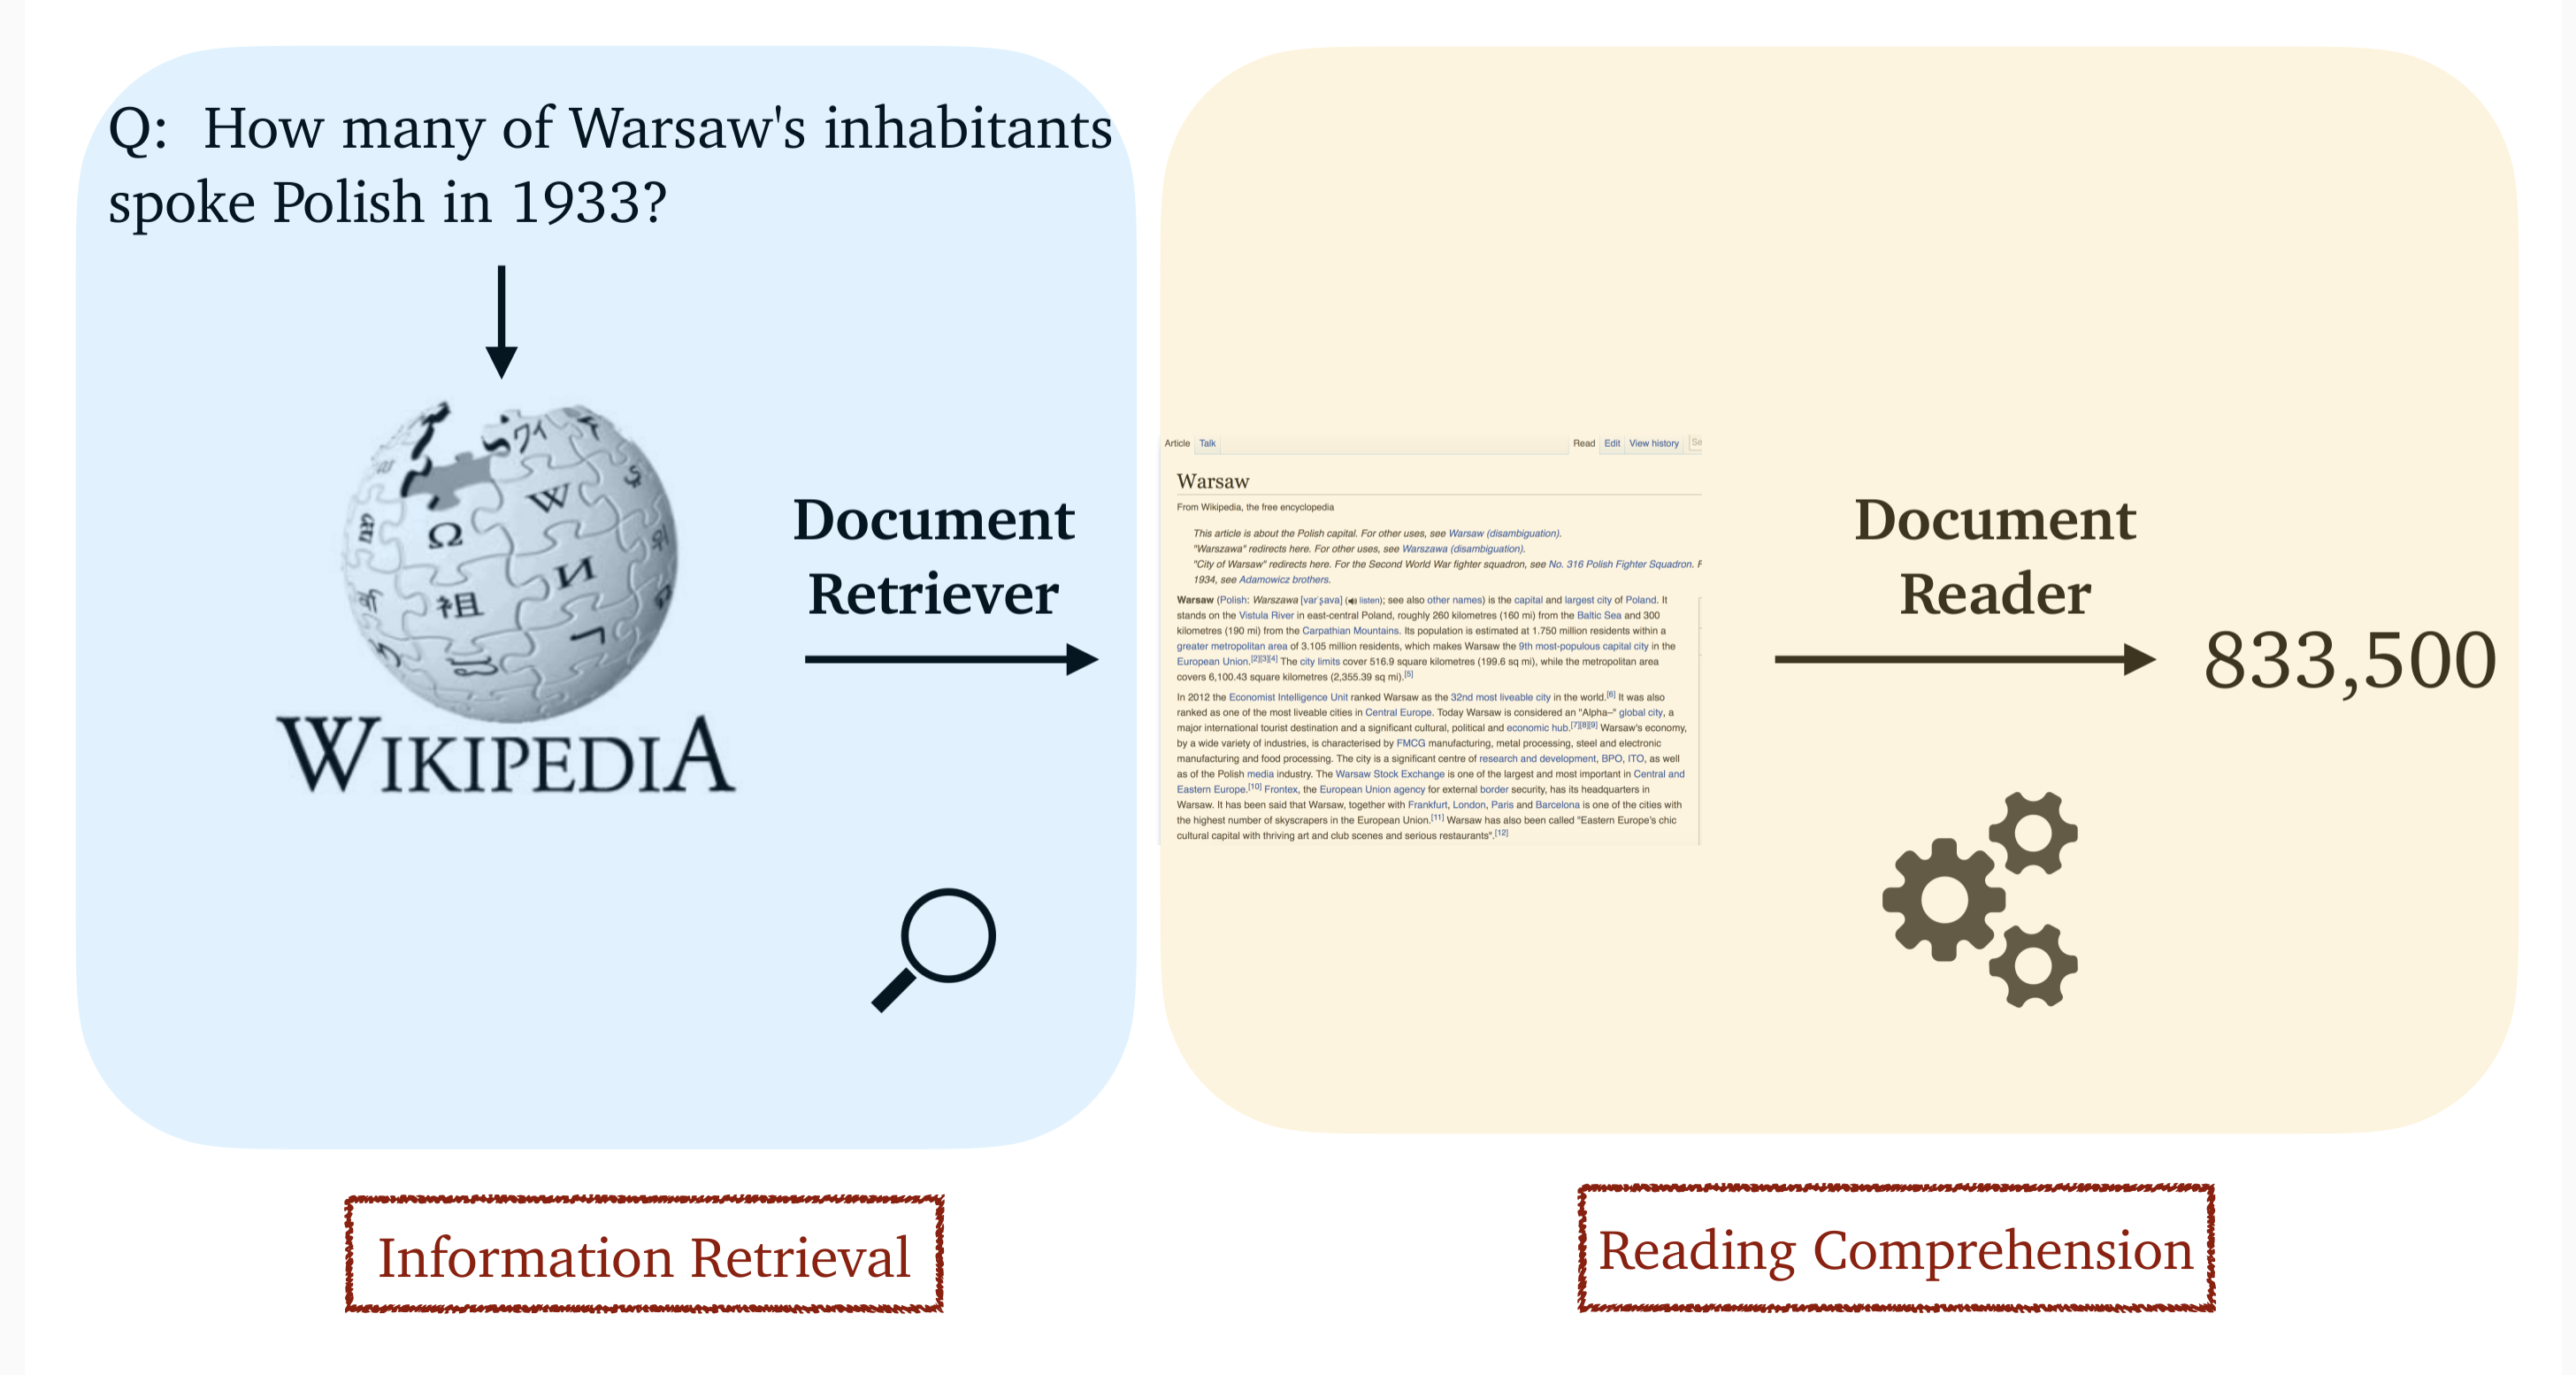 Q: How many of Warsaw's inhabitants
spoke Polish in 1933?
WIKIPEDIA
Document
Retriever
Article Talk Read Edit View history Se
Warsaw
From Wikipedia, the free encyclopedia
This article is about the Polish capital. For other uses, see Warsaw (disambiguation).
"Warszawa" redirects here. For other uses, see Warszawa (disambiguation).
"City of Warsaw" redirects here. For the Second World War fighter squadron, see No. 316 Polish Fighter Squadron. F
1934, see Adamowicz brothers.
Warsaw (Polish: Warszawa [varˈʂava] (listen); see also other names) is the capital and largest city of Poland. It
stands on the Vistula River in east-central Poland, roughly 260 kilometres (160 mi) from the Baltic Sea and 300
kilometres (190 mi) from the Carpathian Mountains. Its population is estimated at 1.750 million residents within a
greater metropolitan area of 3.105 million residents, which makes Warsaw the 9th most-populous capital city in the
European Union.[2][3][4] The city limits cover 516.9 square kilometres (199.6 sq mi), while the metropolitan area
covers 6,100.43 square kilometres (2,355.39 sq mi).[5]
In 2012 the Economist Intelligence Unit ranked Warsaw as the 32nd most liveable city in the world.[6] It was also
ranked as one of the most liveable cities in Central Europe. Today Warsaw is considered an "Alpha–" global city, a
major international tourist destination and a significant cultural, political and economic hub.[7][8][9] Warsaw's economy,
by a wide variety of industries, is characterised by FMCG manufacturing, metal processing, steel and electronic
manufacturing and food processing. The city is a significant centre of research and development, BPO, ITO, as well
as of the Polish media industry. The Warsaw Stock Exchange is one of the largest and most important in Central and
Eastern Europe.[10] Frontex, the European Union agency for external border security, has its headquarters in
Warsaw. It has been said that Warsaw, together with Frankfurt, London, Paris and Barcelona is one of the cities with
the highest number of skyscrapers in the European Union.[11] Warsaw has also been called "Eastern Europe's chic
cultural capital with thriving art and club scenes and serious restaurants".[12]
Document
Reader
833,500
Information Retrieval
Reading Comprehension